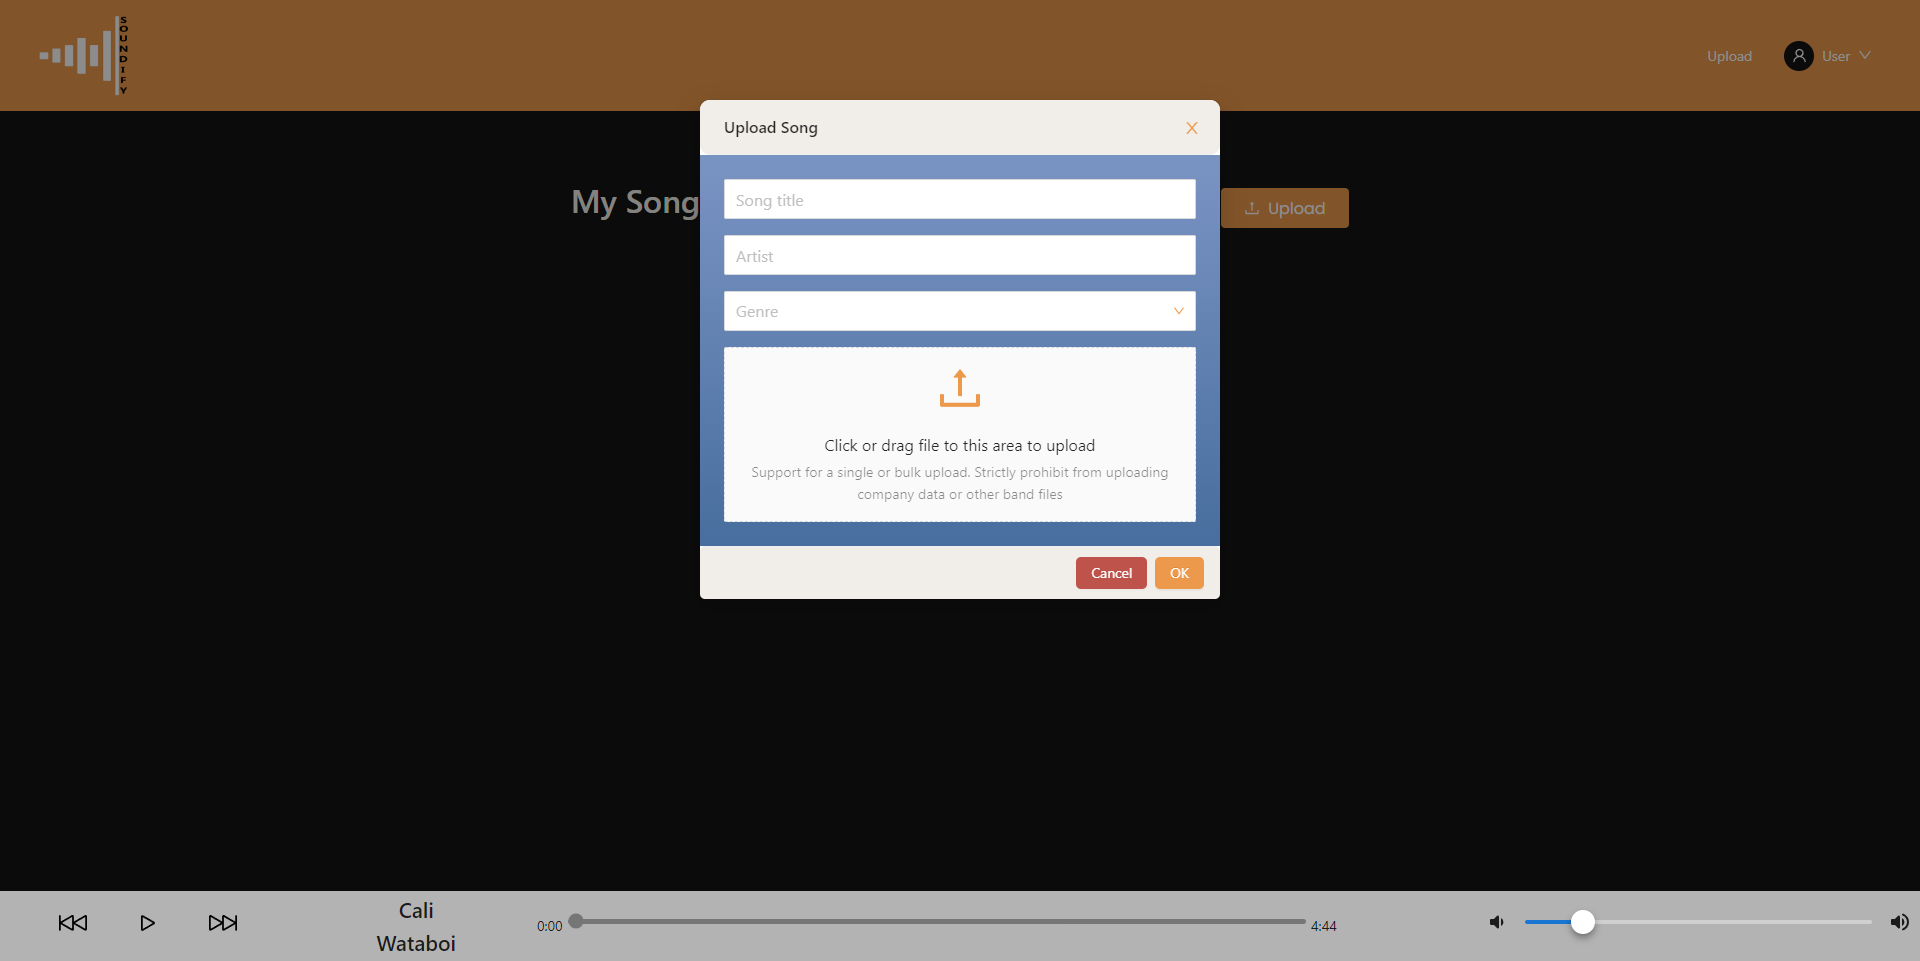 SOUNDIFY
Upload
User
Upload Song
My Song
Upload
Song title
Artist
Genre
Click or drag file to this area to upload
Support for a single or bulk upload. Strictly prohibit from uploading
company data or other band files
Cancel
OK
Cali
Wataboi
0:00
4:44